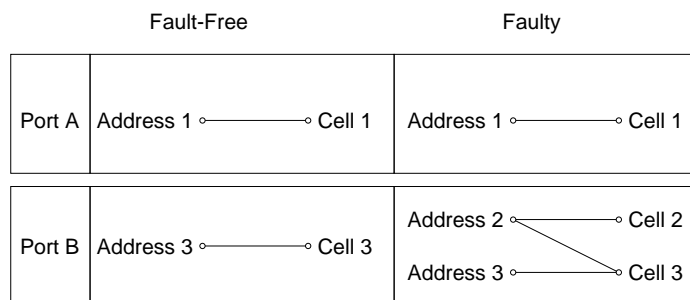 Fault-Free Faulty
Port A Address 1 Cell 1 Address 1 Cell 1
Address 2 Cell 2
Port B Address 3 Cell 3
Address 3 Cell 3